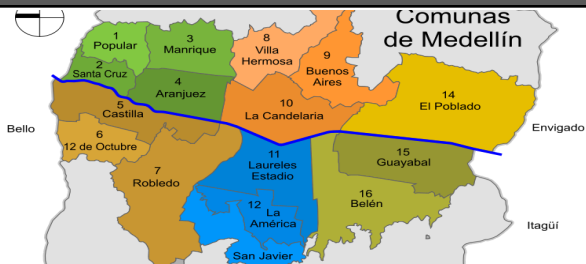 Comunas
de Medellín
1
Popular
3
Manrique
8
Villa
Hermosa
9
Buenos
Aires
2
Santa Cruz
4
Aranjuez
14
El Poblado
10
La Candelaria
5
Castilla
Bello
Envigado
6
12 de Octubre
11
Laureles
Estadio
15
Guayabal
7
Robledo
16
Belén
12
La
América
Itagüí
San Javier